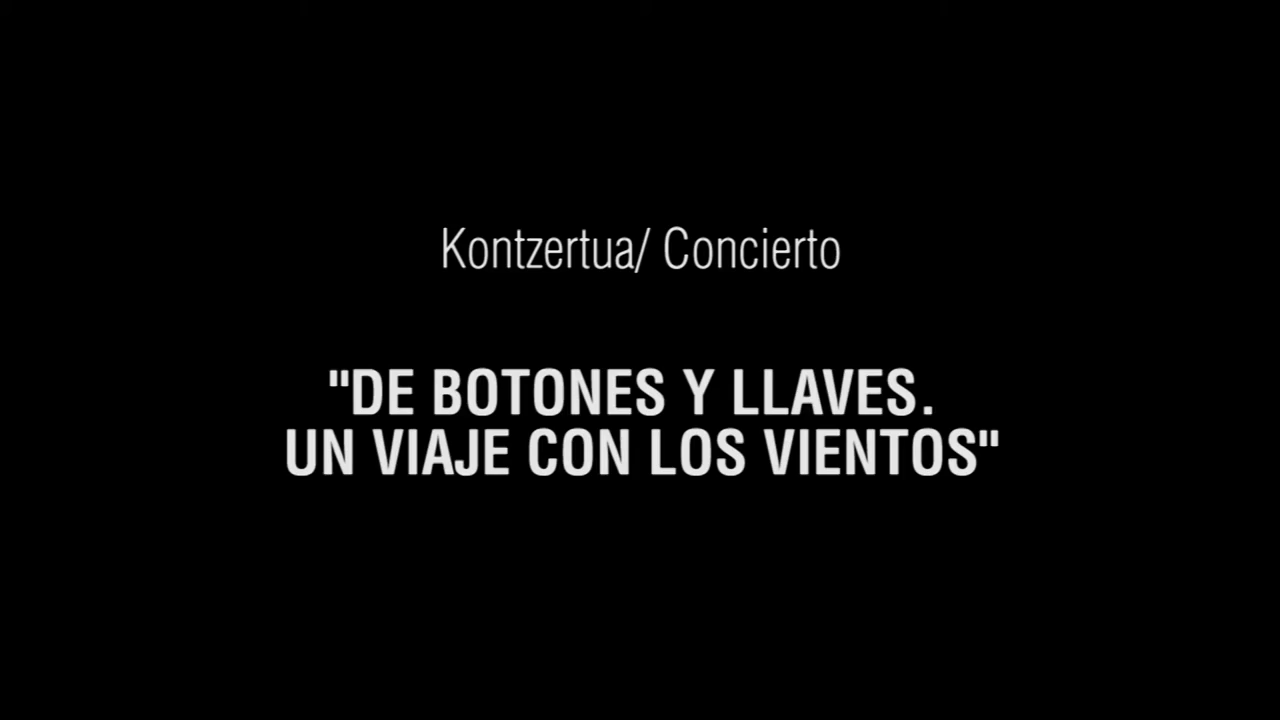 Kontzertua/ Concierto
"DE BOTONES Y LLAVES.
UN VIAJE CON LOS VIENTOS"